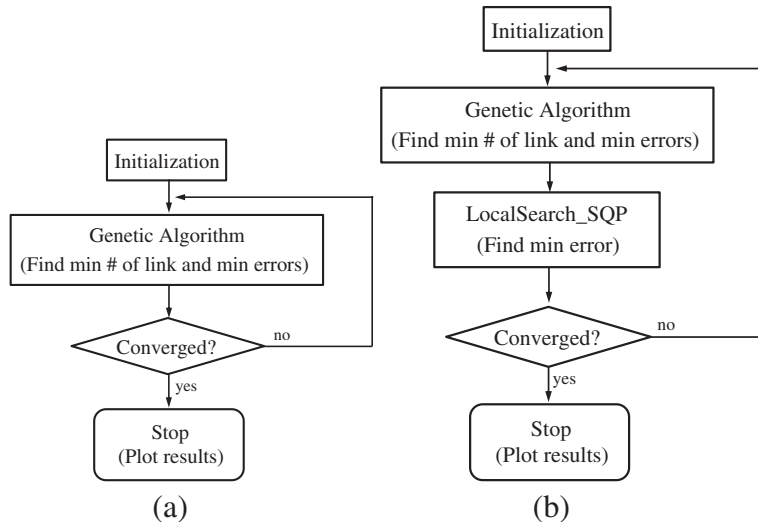 Initialization
Genetic Algorithm
(Find min # of link and min errors)
Converged?
no
yes
Stop
(Plot results)
(a)
Initialization
Genetic Algorithm
(Find min # of link and min errors)
LocalSearch_SQP
(Find min error)
Converged?
no
yes
Stop
(Plot results)
(b)